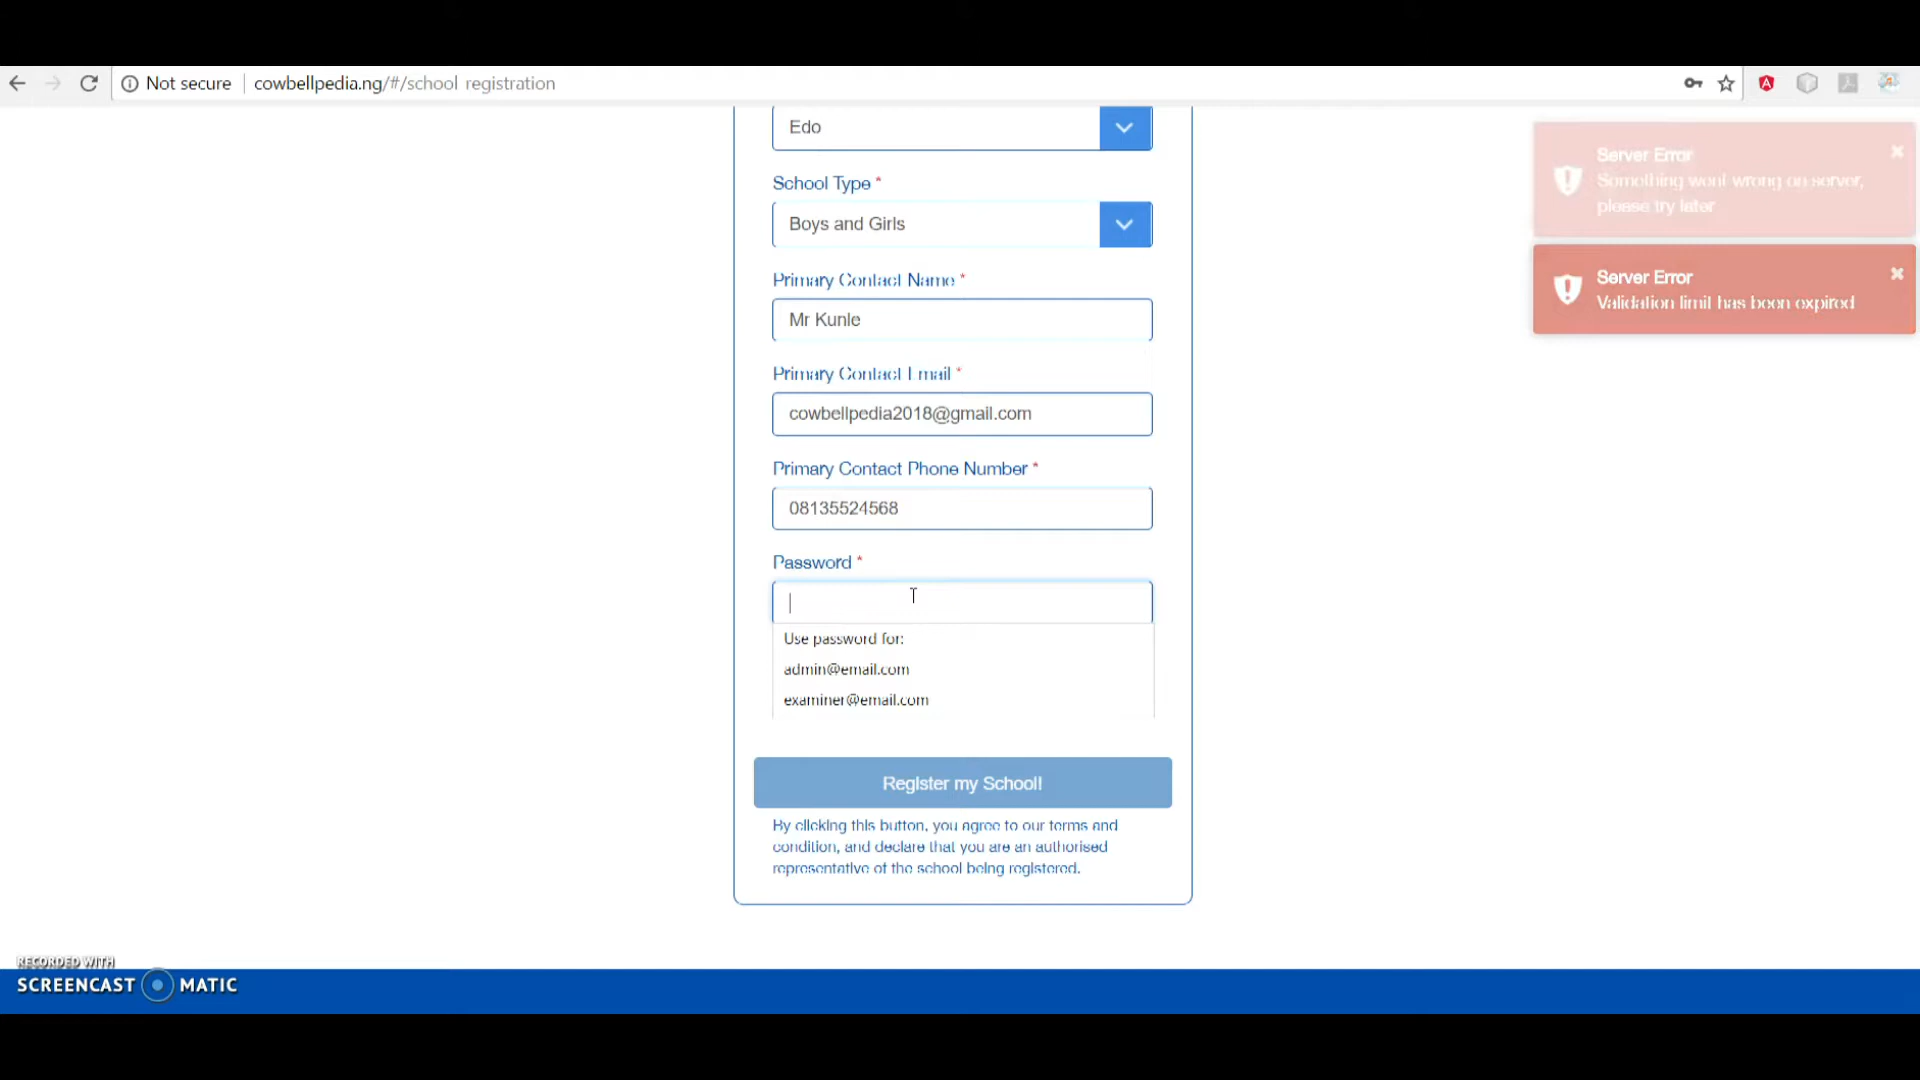 Not secure
cowbellpedia.ng/#/school registration
Edo
School Type *
Boys and Girls
Primary Contact Name *
Mr Kunle
Primary Contact Email *
cowbellpedia2018@gmail.com
Primary Contact Phone Number *
08135524568
Password *
Use password for:
admin@email.com
examiner@email.com
Register my School!
By clicking this button, you agree to our terms and
condition, and declare that you are an authorised
representative of the school being registered.
Server Error
Something went wrong on server,
please try later
Server Error
Validation limit has been expired
RECORDED WITH
SCREENCAST MATIC